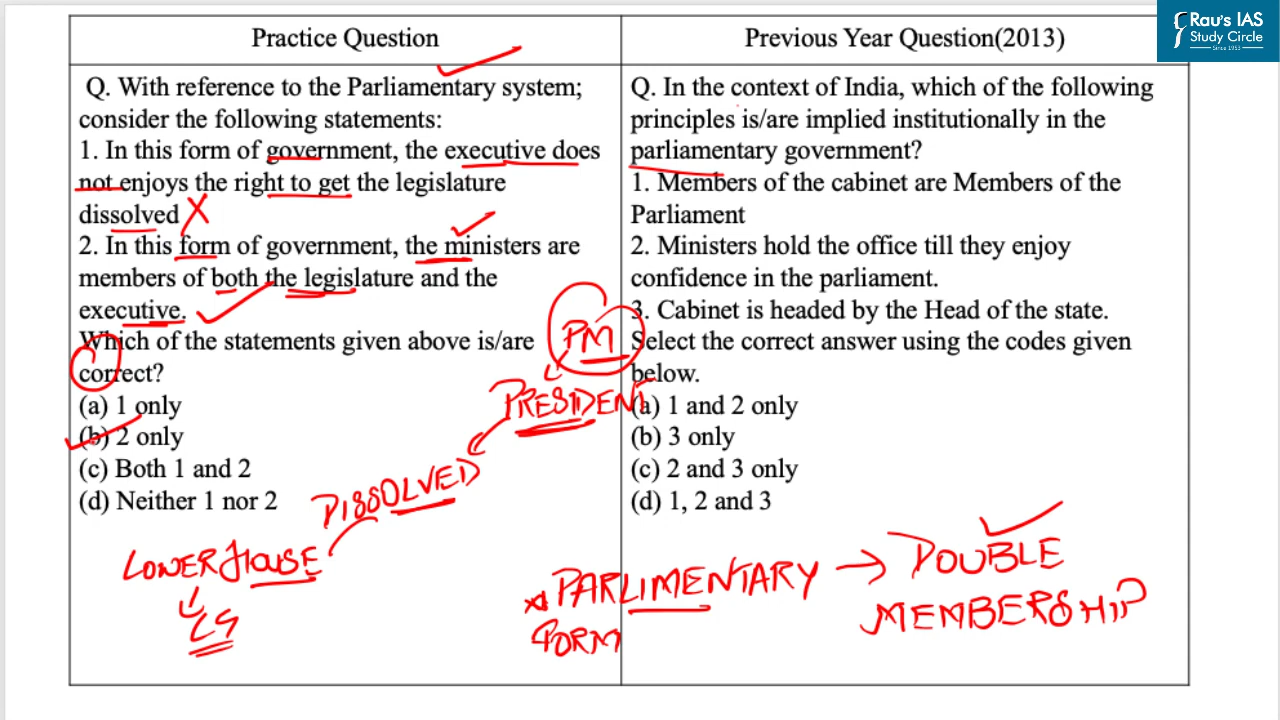 Rau's IAS
Study Circle
Since 1953
Practice Question
Q. With reference to the Parliamentary system;
consider the following statements:
1. In this form of government, the executive does
not enjoys the right to get the legislature
dissolved X
2. In this form of government, the ministers are
members of both the legislature and the
executive.
Which of the statements given above is/are
correct?
(a) 1 only
(b) 2 only
(c) Both 1 and 2
(d) Neither 1 nor 2
Previous Year Question(2013)
Q. In the context of India, which of the following
principles is/are implied institutionally in the
parliamentary government?
1. Members of the cabinet are Members of the
Parliament
2. Ministers hold the office till they enjoy
confidence in the parliament.
3. Cabinet is headed by the Head of the state.
Select the correct answer using the codes given
below.
(a) 1 and 2 only
(b) 3 only
(c) 2 and 3 only
(d) 1, 2 and 3
PM
PRESIDENT
DISSOLVED
LOWER HOUSE
LS
PARLIMENTARY → DOUBLE
FORM MEMBERSHIP